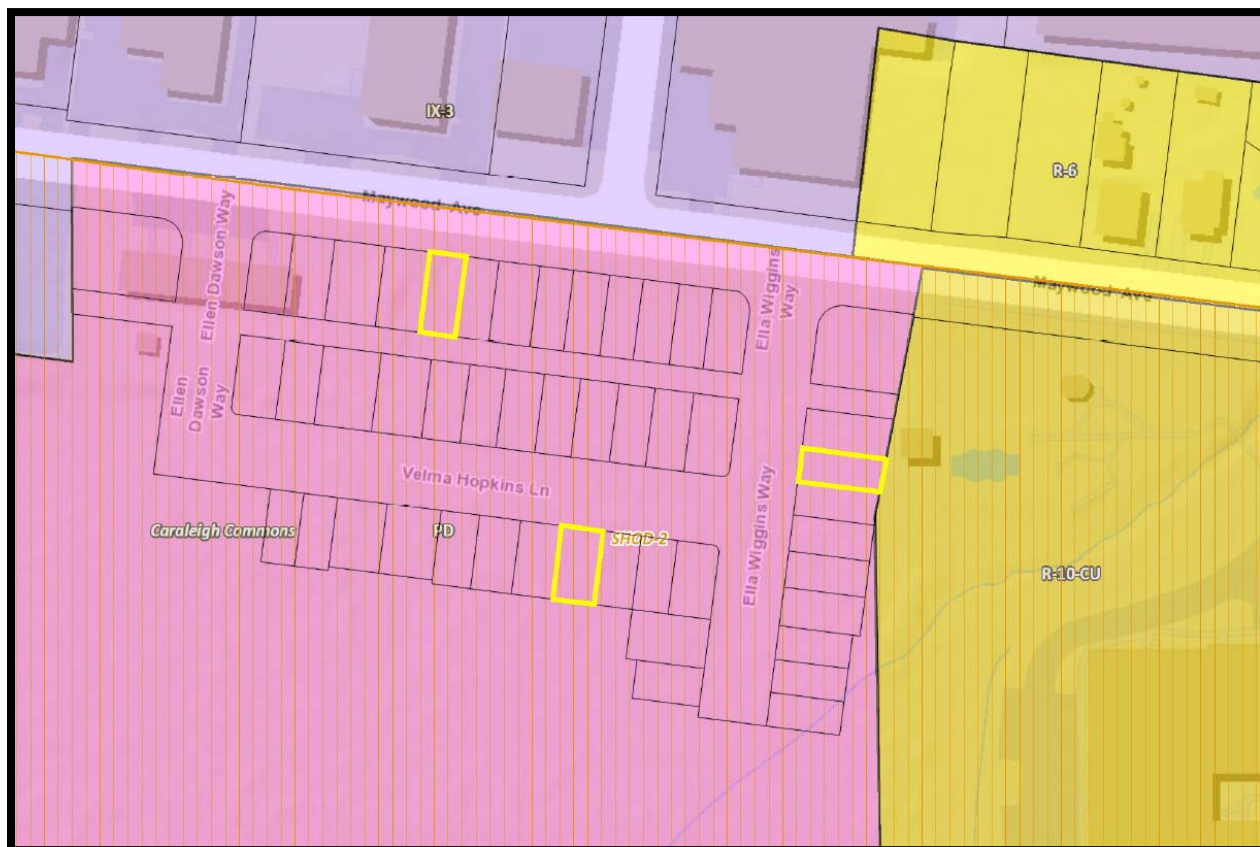 IX-3
R-6
Maywood Ave
Ellen Dawson Way
Ella Wiggins
Way
Maywood Ave
Ellen
Dawson
Way
Velma Hopkins Ln
Ella Wiggins Way
Caraleigh Commons
PD
SHOD-2
R-10-CU